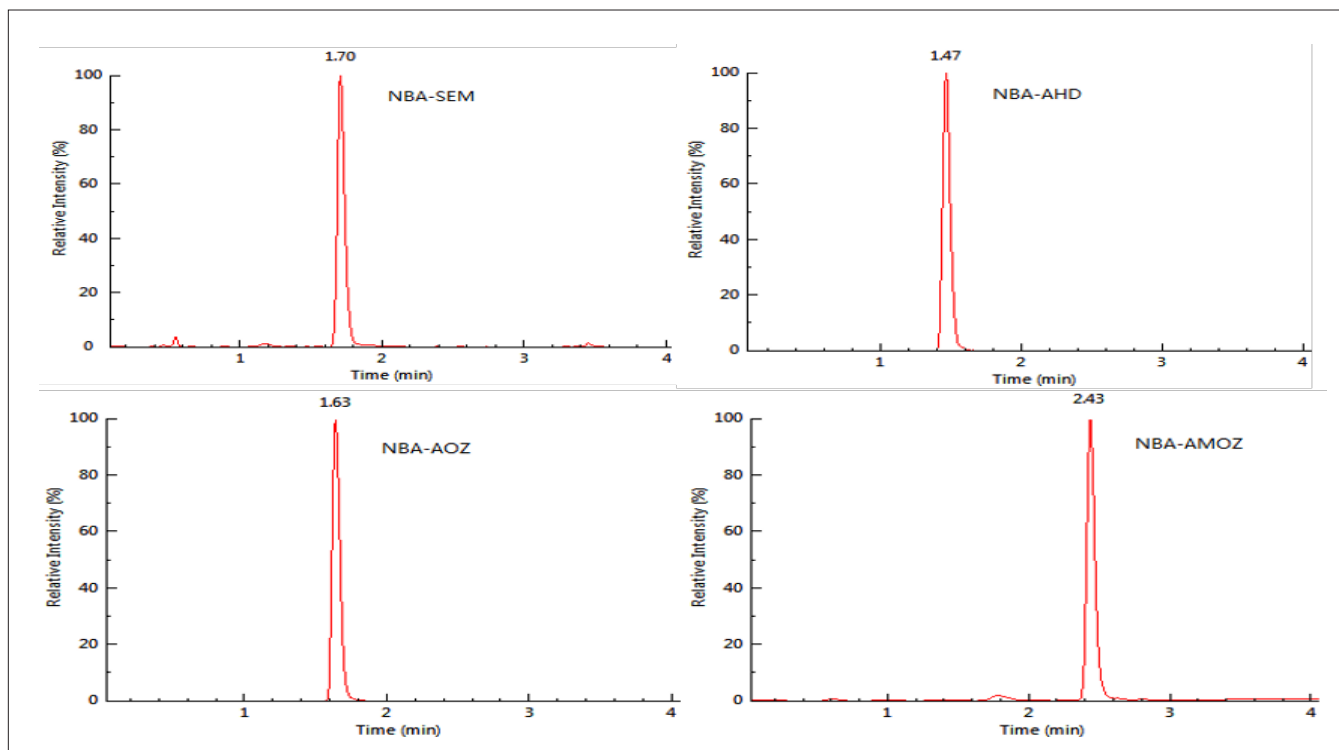 1.70
NBA-SEM
Relative Intensity (%)
100
80
60
40
20
0
1 2 3 4
Time (min)
1.47
NBA-AHD
Relative Intensity (%)
100
80
60
40
20
0
1 2 3 4
Time (min)
1.63
NBA-AOZ
Relative Intensity (%)
100
80
60
40
20
0
1 2 3 4
Time (min)
2.43
NBA-AMOZ
Relative Intensity (%)
100
80
60
40
20
0
1 2 3 4
Time (min)